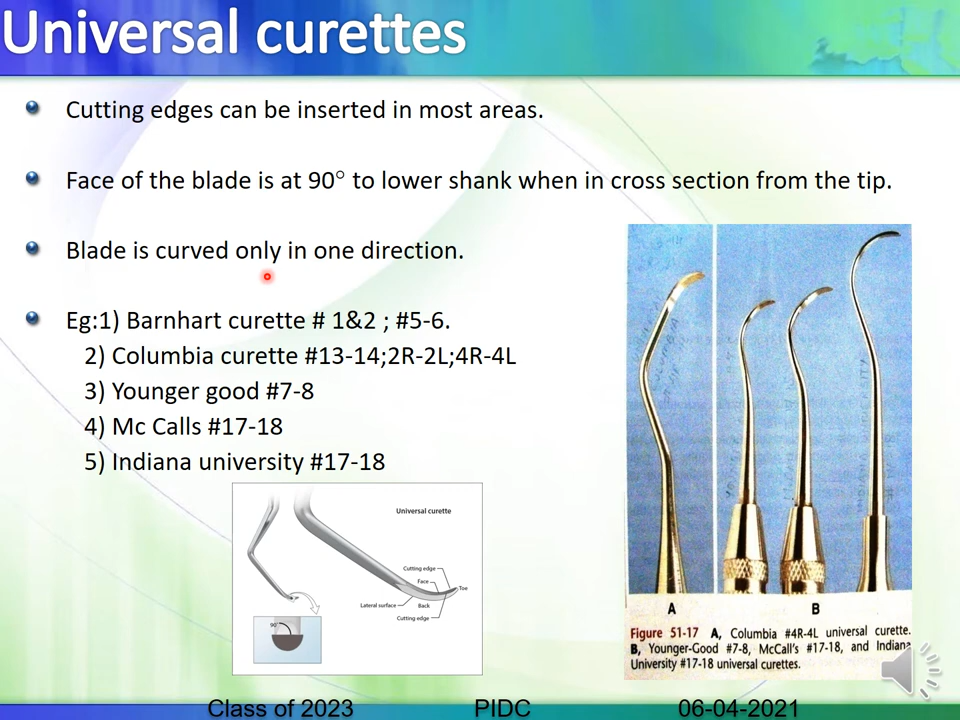 Universal curettes
Cutting edges can be inserted in most areas.
Face of the blade is at 90° to lower shank when in cross section from the tip.
Blade is curved only in one direction.
Eg:1) Barnhart curette # 1&2 ; #5-6.
2) Columbia curette #13-14;2R-2L;4R-4L
3) Younger good #7-8
4) Mc Calls #17-18
5) Indiana university #17-18
Universal curette
Cutting edge
Face
Toe
Lateral surface
Back
Cutting edge
90°
A
B
Figure 51-17 A, Columbia #4R-4L universal curette.
B, Younger-Good #7-8, McCall's #17-18, and Indiana
University #17-18 universal curettes.
Class of 2023
PIDC
06-04-2021